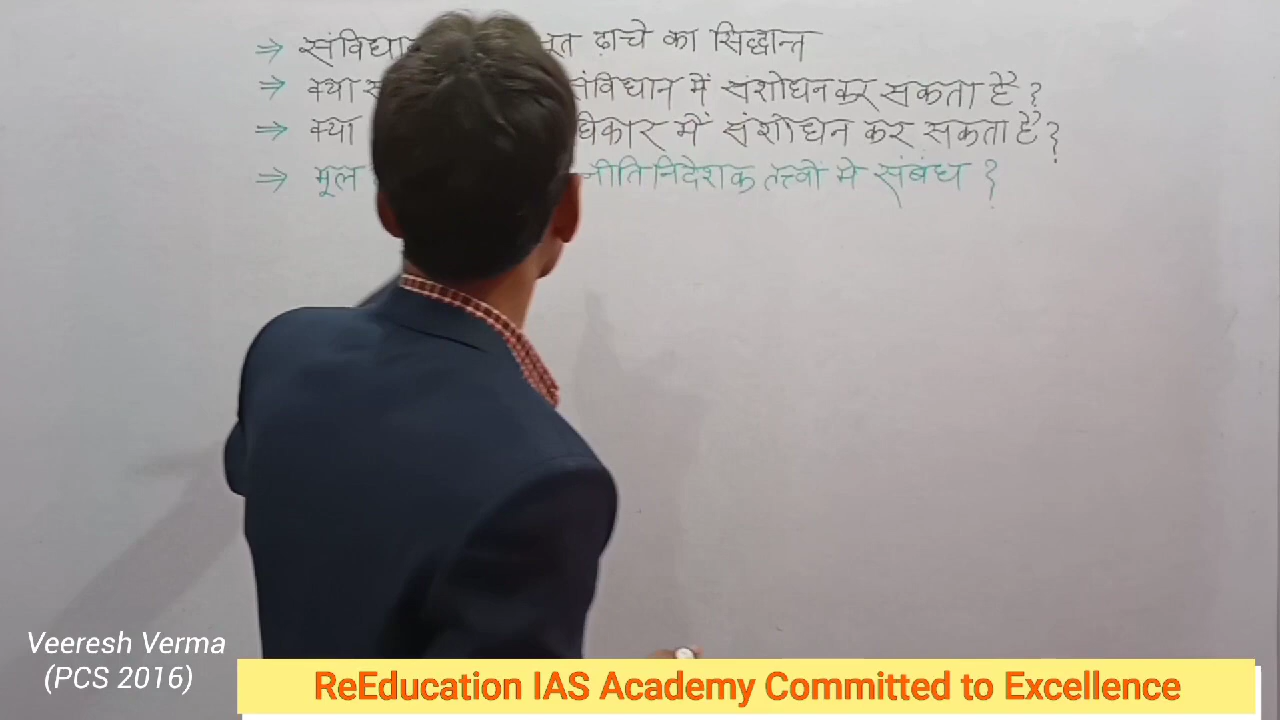 ⇒ संविधान ढ़ाचे का सिद्धान्त
⇒ क्या संविधान में संशोधन कर सकता है ?
⇒ क्या में संशोधन कर सकता है ?
⇒ मूल नीति निदेशक तत्वों मे संबंध ?
Veeresh Verma
(PCS 2016)
ReEducation IAS Academy Committed to Excellence